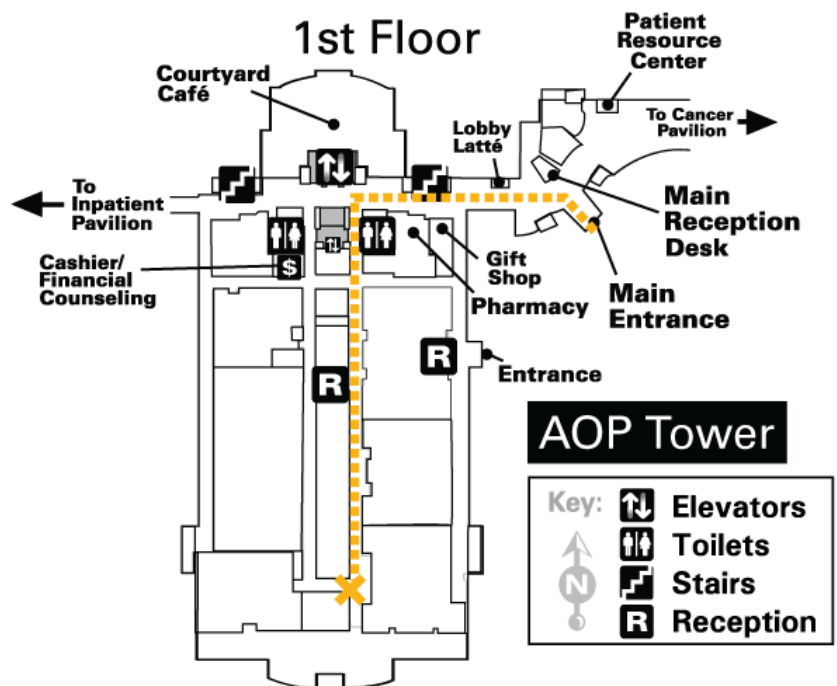 1st Floor
Patient
Resource
Center
Courtyard
Café
To Cancer
Pavilion
Lobby
Latté
To
Inpatient
Pavilion
Main
Reception
Desk
Cashier/
Financial
Counseling
$
Gift
Shop
Pharmacy
Main
Entrance
R
R
Entrance
AOP Tower
Key:
Elevators
Toilets
N
Stairs
R Reception